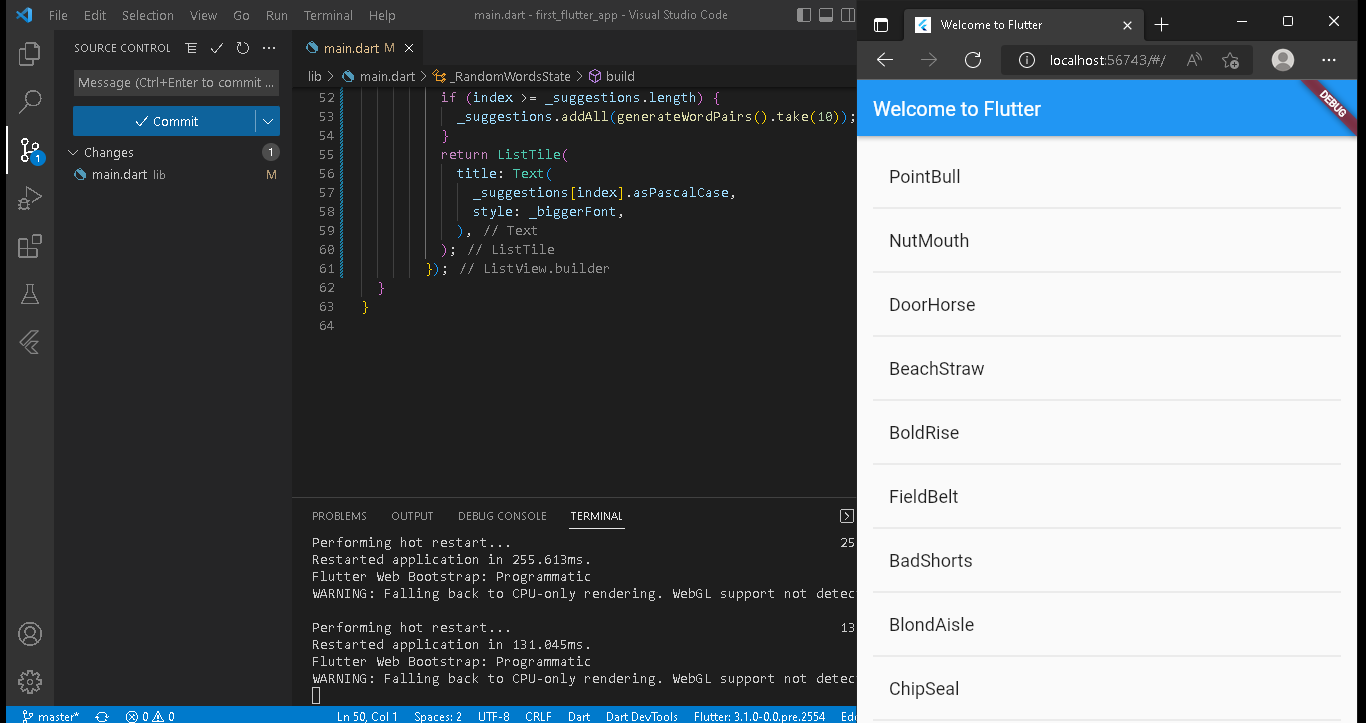 File Edit Selection View Go Run Terminal Help
main.dart - first_flutter_app - Visual Studio Code
SOURCE CONTROL
Message (Ctrl+Enter to commit ...
Commit
Changes 1
main.dart lib M
1
main.dart M
lib > main.dart > _RandomWordsState > build
52 if (index >= _suggestions.length) {
53 _suggestions.addAll(generateWordPairs().take(10));
54 }
55 return ListTile(
56 title: Text(
57 _suggestions[index].asPascalCase,
58 style: _biggerFont,
59 ), // Text
60 ); // ListTile
61 }); // ListView.builder
62 }
63 }
64
PROBLEMS OUTPUT DEBUG CONSOLE TERMINAL
Performing hot restart... 25
Restarted application in 255.613ms.
Flutter Web Bootstrap: Programmatic
WARNING: Falling back to CPU-only rendering. WebGL support not detec
Performing hot restart... 13
Restarted application in 131.045ms.
Flutter Web Bootstrap: Programmatic
WARNING: Falling back to CPU-only rendering. WebGL support not detec
master* 0 0 Ln 50, Col 1 Spaces: 2 UTF-8 CRLF Dart Dart DevTools Flutter: 3.1.0-0.0.pre.2554 Ed
Welcome to Flutter
localhost:56743/#/
Welcome to Flutter
DEBUG
PointBull
NutMouth
DoorHorse
BeachStraw
BoldRise
FieldBelt
BadShorts
BlondAisle
ChipSeal